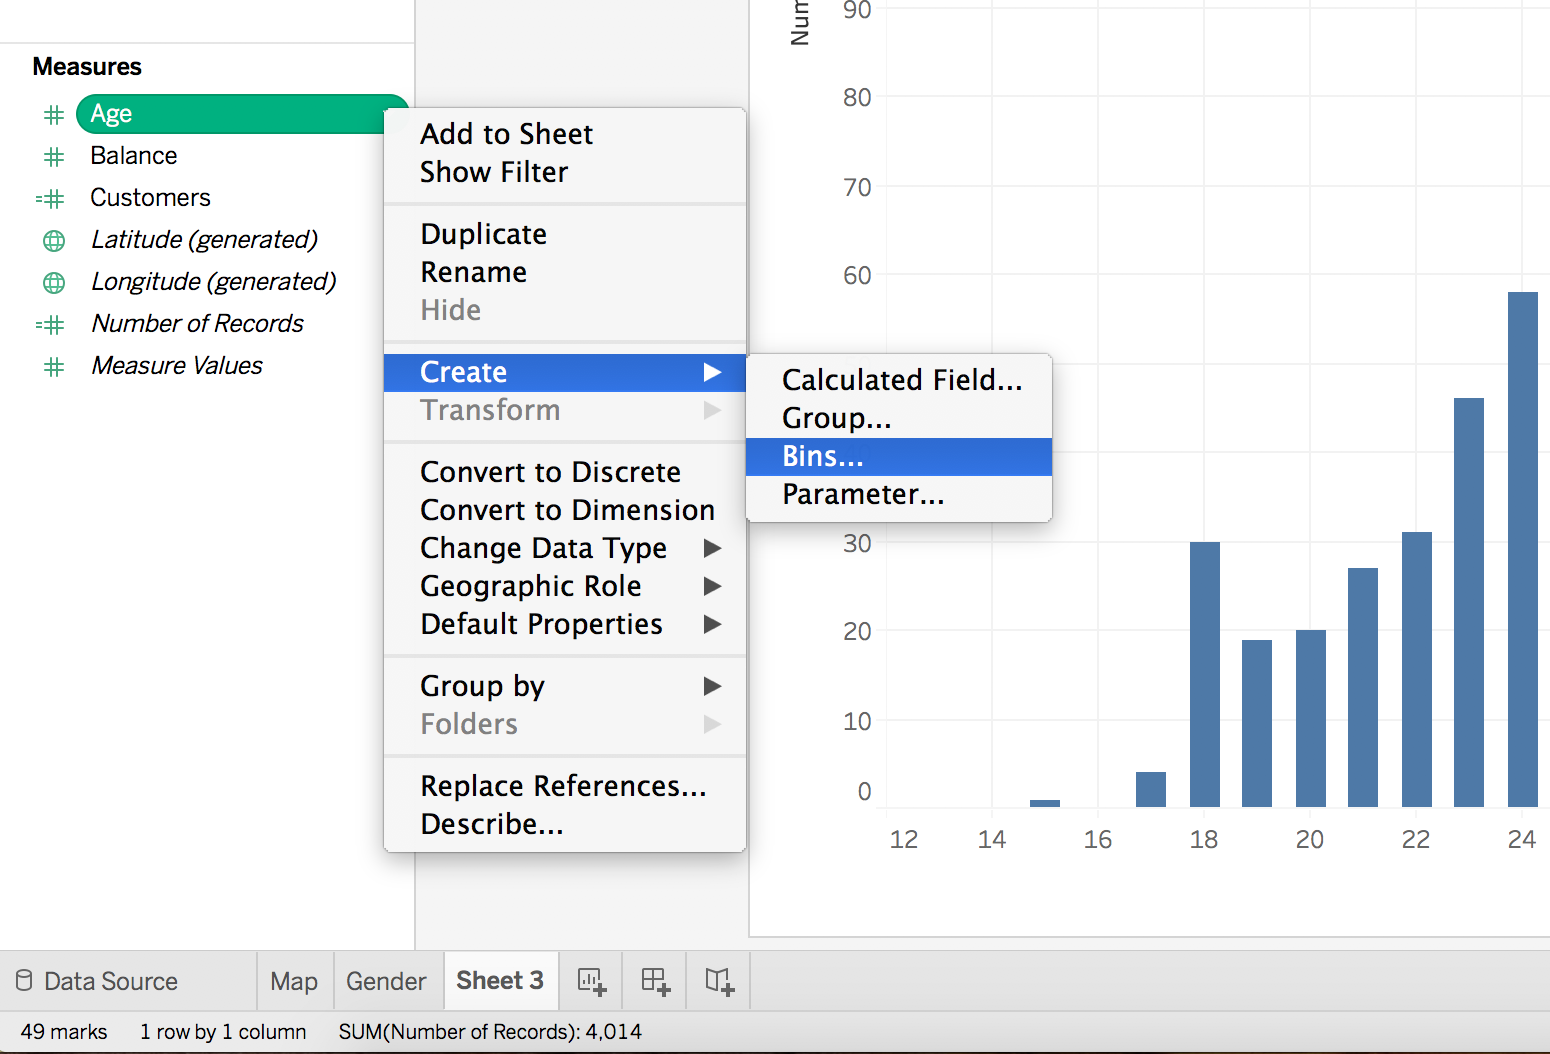 Measures
Age
Balance
Customers
Latitude (generated)
Longitude (generated)
Number of Records
Measure Values
Add to Sheet
Show Filter
Duplicate
Rename
Hide
Create
Transform
Convert to Discrete
Convert to Dimension
Change Data Type
Geographic Role
Default Properties
Group by
Folders
Replace References...
Describe...
Calculated Field...
Group...
Bins...
Parameter...
Num
90
80
70
60
30
20
10
0
12 14 16 18 20 22 24
Data Source Map Gender Sheet 3
49 marks 1 row by 1 column SUM(Number of Records): 4,014